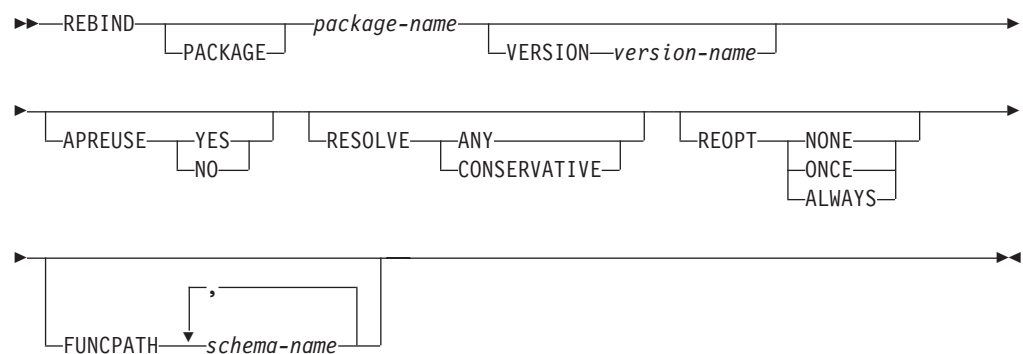 REBIND PACKAGE package-name VERSION version-name
APREUSE YES NO RESOLVE ANY CONSERVATIVE REOPT NONE ONCE ALWAYS
,
FUNCPATH schema-name